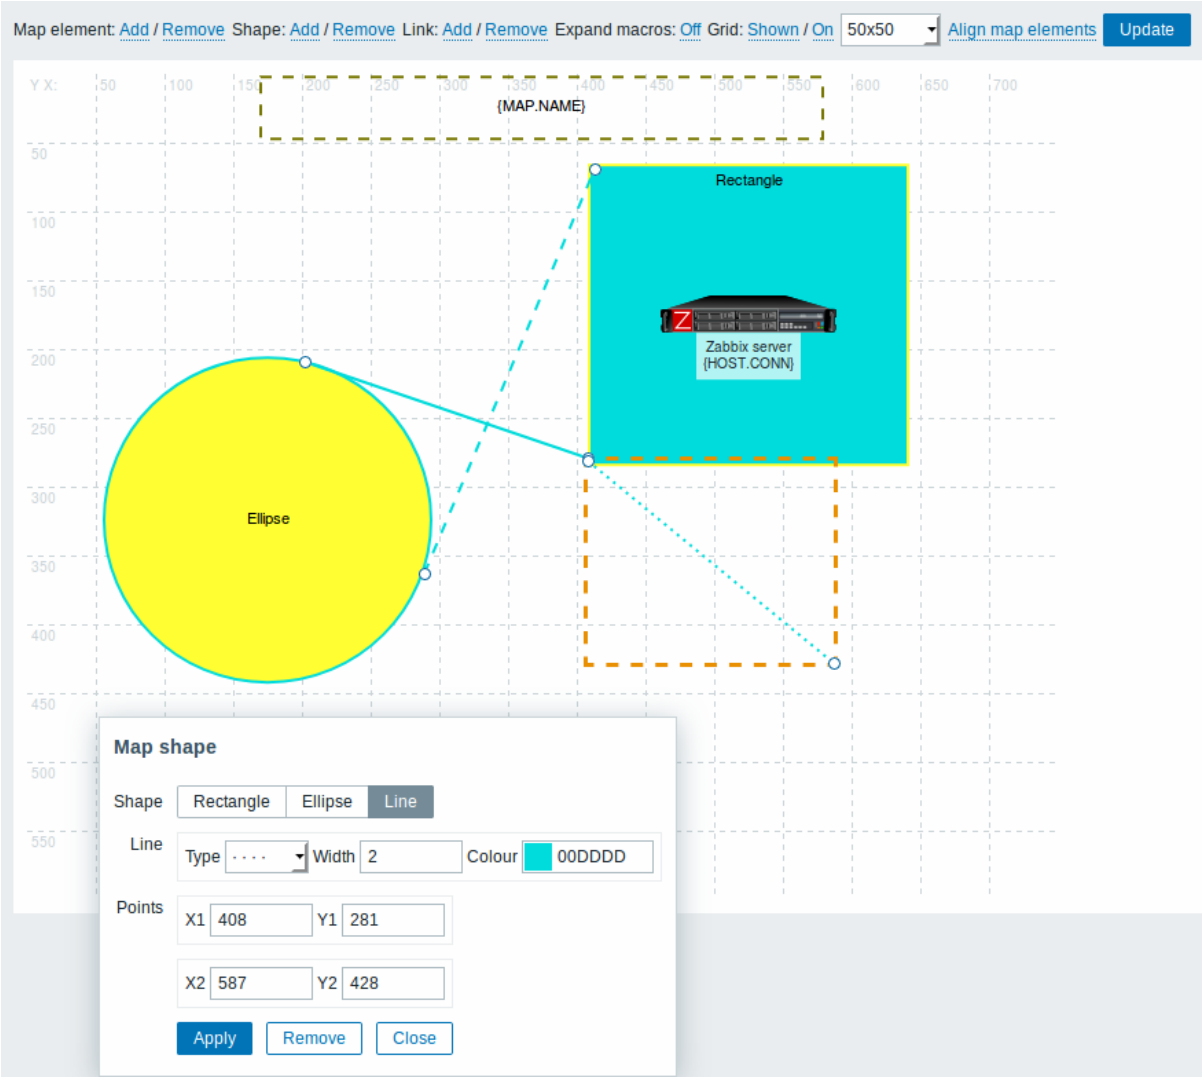 Map element: Add / Remove Shape: Add / Remove Link: Add / Remove Expand macros: Off Grid: Shown / On 50x50 Align map elements Update
Y X: 50 100 150 200 250 300 350 400 450 500 550 600 650 700
{MAP.NAME}
50
Rectangle
100
150
Z
Zabbix server
200
{HOST.CONN}
250
300
Ellipse
350
400
450
500
550
Map shape
Shape Rectangle Ellipse Line
Line Type Width 2 Colour 00DDDD
Points X1 408 Y1 281
X2 587 Y2 428
Apply Remove Close